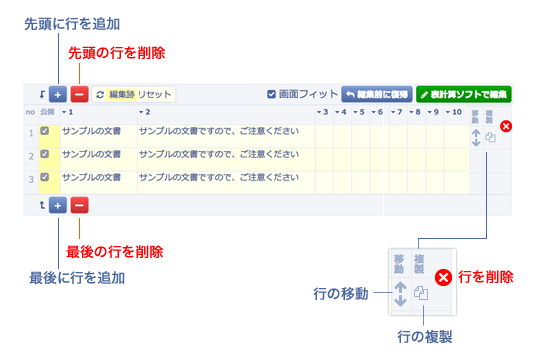 先頭に行を追加
先頭の行を削除
編集跡 リセット
画面フィット
編集前に復帰
表計算ソフトで編集
no 公開 1 2 3 4 5 6 7 8 9 10 移動 複製
1 サンプルの文書 サンプルの文書ですので、ご注意ください
2 サンプルの文書 サンプルの文書ですので、ご注意ください
3 サンプルの文書 サンプルの文書ですので、ご注意ください
最後の行を削除
最後に行を追加
移動 複製
行を削除
行の移動
行の複製